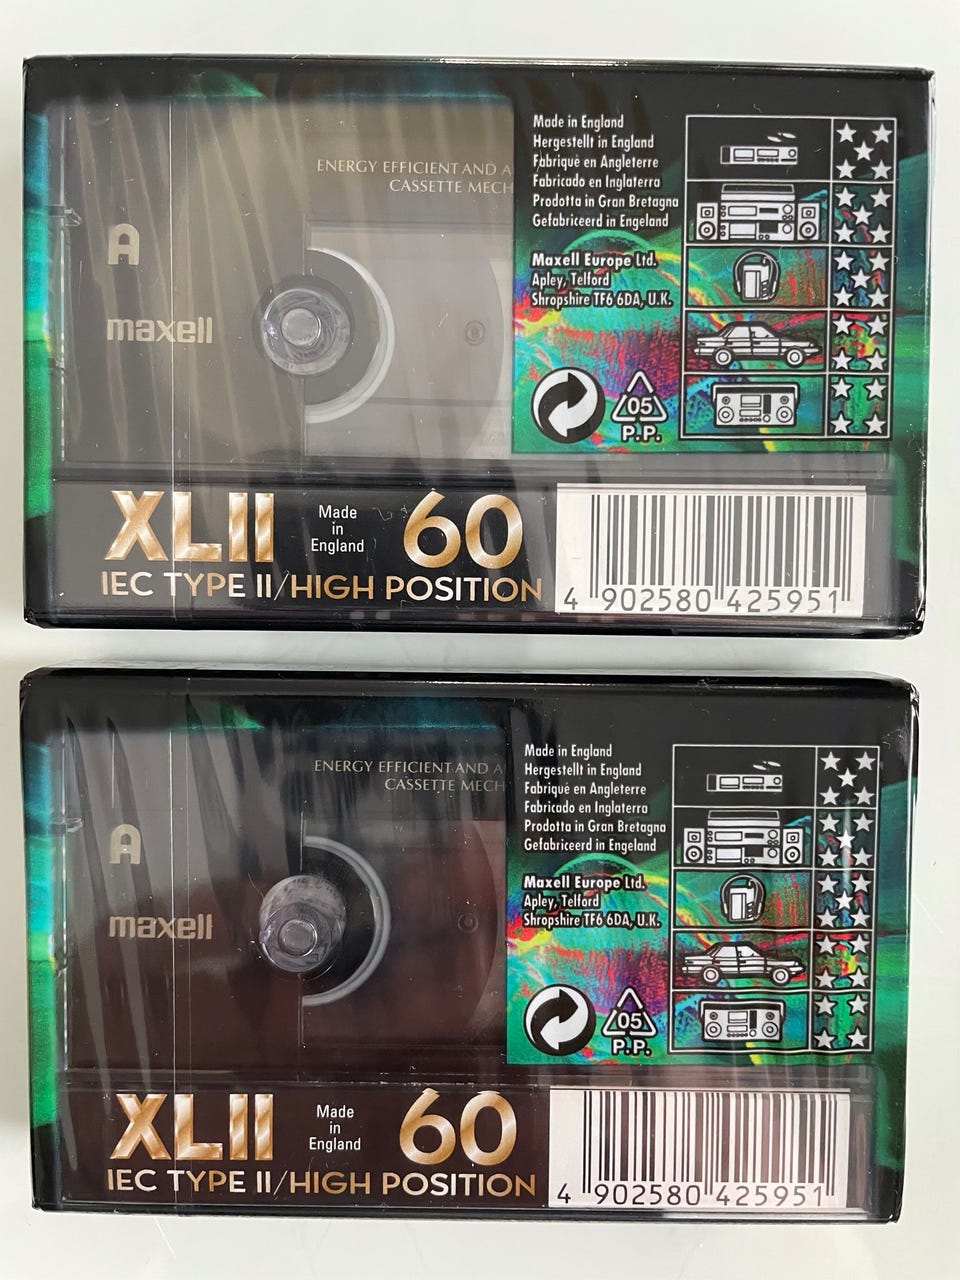 ENERGY EFFICIENT AND A
CASSETTE MECH
A
maxell
Made in England
Hergestellt in England
Fabriqué en Angleterre
Fabricado en Inglaterra
Prodotta in Gran Bretagna
Gefabriceerd in Engeland
Maxell Europe Ltd.
Apley, Telford
Shropshire TF6 6DA, U.K.
05
P.P.
XLII
Made
in
England
60
IEC TYPE II/HIGH POSITION
4 902580 425951
ENERGY EFFICIENT AND A
CASSETTE MECH
A
maxell
Made in England
Hergestellt in England
Fabriqué en Angleterre
Fabricado en Inglaterra
Prodotta in Gran Bretagna
Gefabriceerd in Engeland
Maxell Europe Ltd.
Apley, Telford
Shropshire TF6 6DA, U.K.
05
P.P.
XLII
Made
in
England
60
IEC TYPE II/HIGH POSITION
4 902580 425951